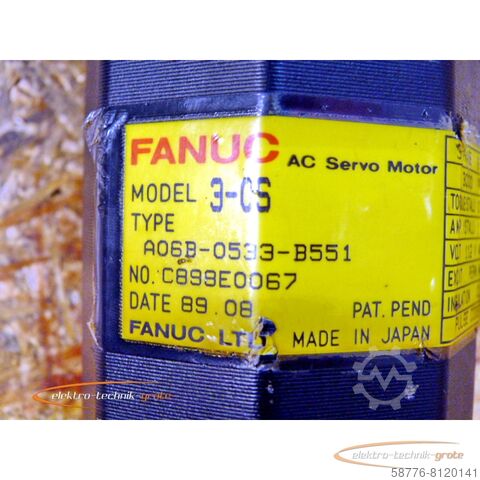 FANUC AC Servo Motor
MODEL 3-0S
TYPE
A06B-0533-B551
NO. C899E0067
DATE 89.08 PAT. PEND
FANUC LTD MADE IN JAPAN
3000
elektro-technik-grote
elektro-technik-grote
58776-8120141